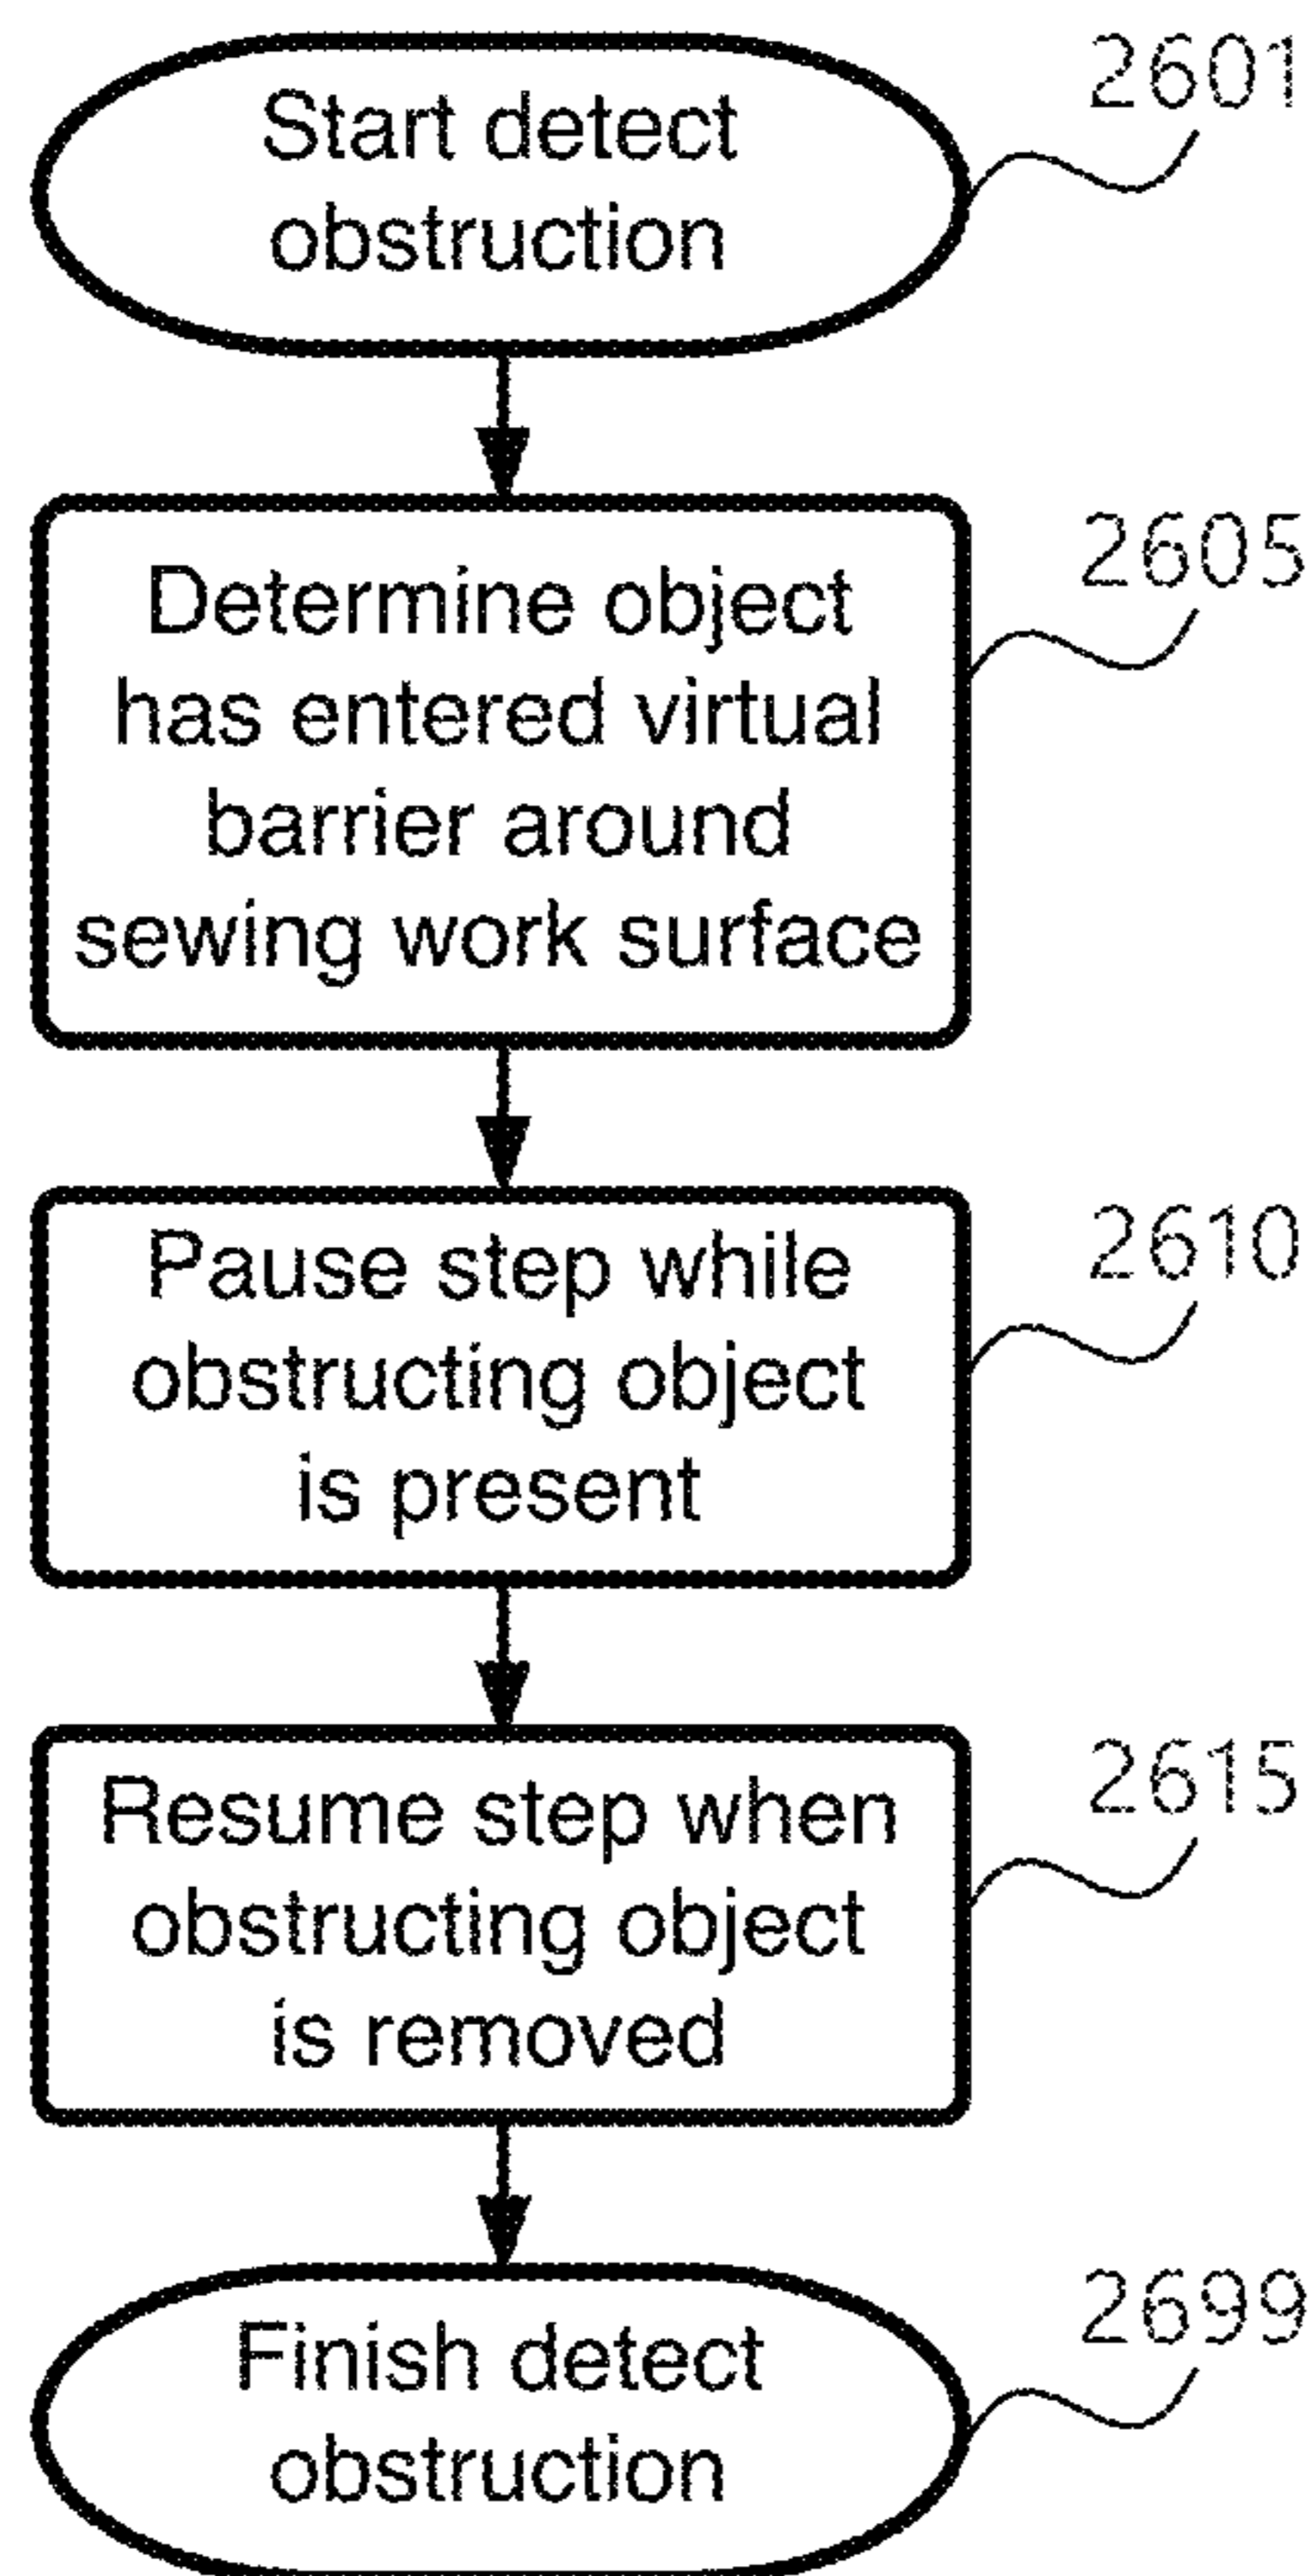 Start detect
obstruction
2601
Determine object
has entered virtual
barrier around
sewing work surface
2605
Pause step while
obstructing object
is present
2610
Resume step when
obstructing object
is removed
2615
Finish detect
obstruction
2699